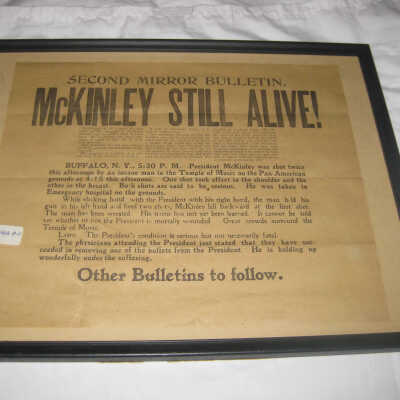 SECOND MIRROR BULLETIN.
McKINLEY STILL ALIVE!
BUFFALO, N. Y., 5:30 P. M. President McKinley was shot twice
this afternoon by an insane man in the Temple of Music on the Pan American
grounds at 4:15 this afternoon. One shot took effect in the shoulder and the
other in the breast. Both shots are said to be serious. He was taken to
Emergency hospital on the grounds.
While shaking hand with the President with his right hand, the man held his
gun in his left hand and fired two shots, McKinley fell backward at the first shot.
The man has been arrested. His name has not yet been learned. It cannot be told
yet whether or not the President is mortally wounded. Great crowds surround the
Temple of Music.
LATER The President's condition is serious but not necessarily fatal.
The physicians attending the President just stated that they have suc-
ceeded in removing one of the bullets from the President. He is holding up
wonderfully under the suffering.
Other Bulletins to follow.